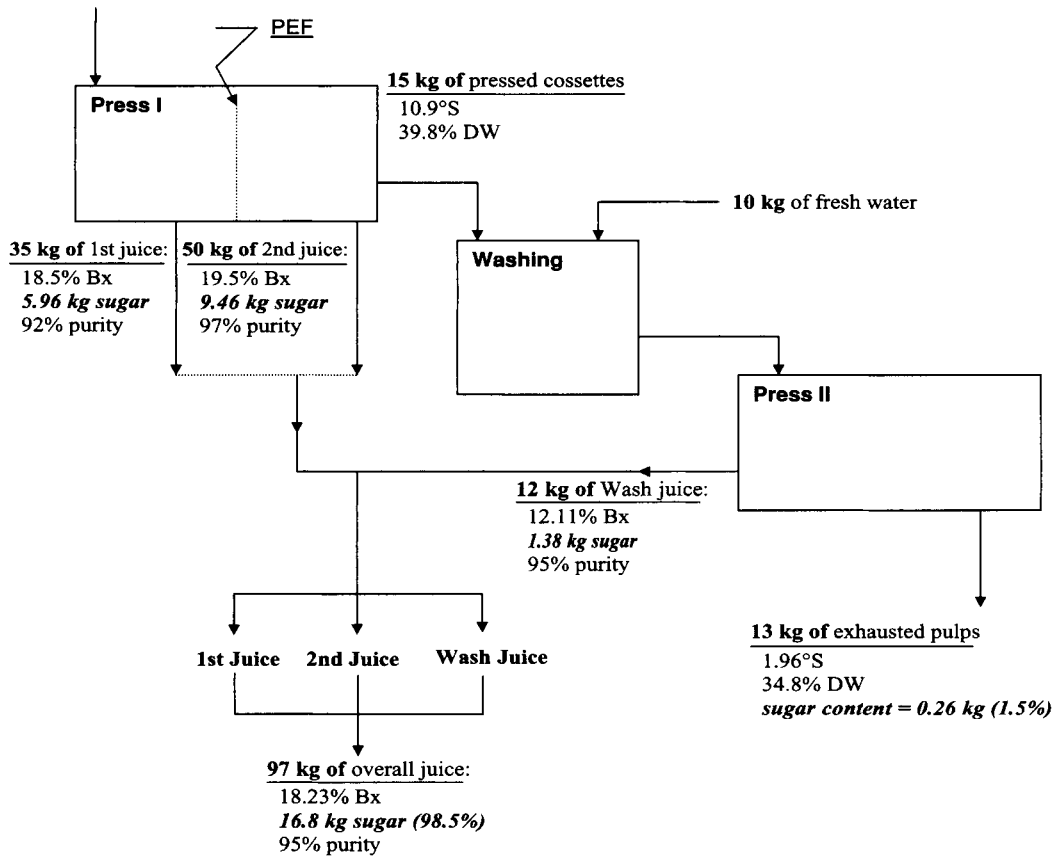 PEF
Press I
15 kg of pressed cossettes
10.9°S
39.8% DW
10 kg of fresh water
35 kg of 1st juice:
18.5% Bx
5.96 kg sugar
92% purity
50 kg of 2nd juice:
19.5% Bx
9.46 kg sugar
97% purity
Washing
Press II
12 kg of Wash juice:
12.11% Bx
1.38 kg sugar
95% purity
13 kg of exhausted pulps
1.96°S
34.8% DW
sugar content = 0.26 kg (1.5%)
1st Juice
2nd Juice
Wash Juice
97 kg of overall juice:
18.23% Bx
16.8 kg sugar (98.5%)
95% purity